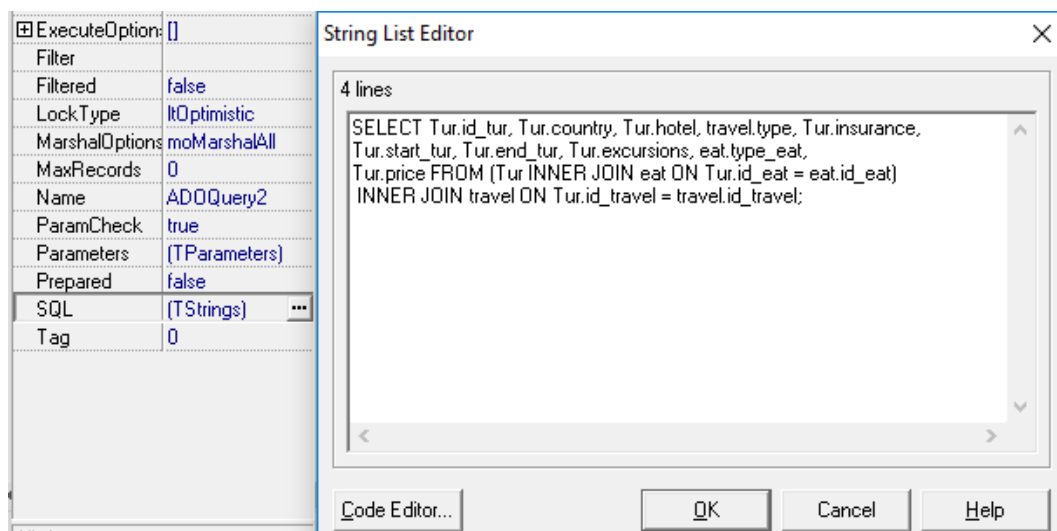 ExecuteOption: []
Filter
Filtered false
LockType ltOptimistic
MarshalOptions moMarshalAll
MaxRecords 0
Name ADOQuery2
ParamCheck true
Parameters (TParameters)
Prepared false
SQL (TStrings) ...
Tag 0
String List Editor
4 lines
SELECT Tur.id_tur, Tur.country, Tur.hotel, travel.type, Tur.insurance,
Tur.start_tur, Tur.end_tur, Tur.excursions, eat.type_eat,
Tur.price FROM (Tur INNER JOIN eat ON Tur.id_eat = eat.id_eat)
INNER JOIN travel ON Tur.id_travel = travel.id_travel;
Code Editor... OK Cancel Help